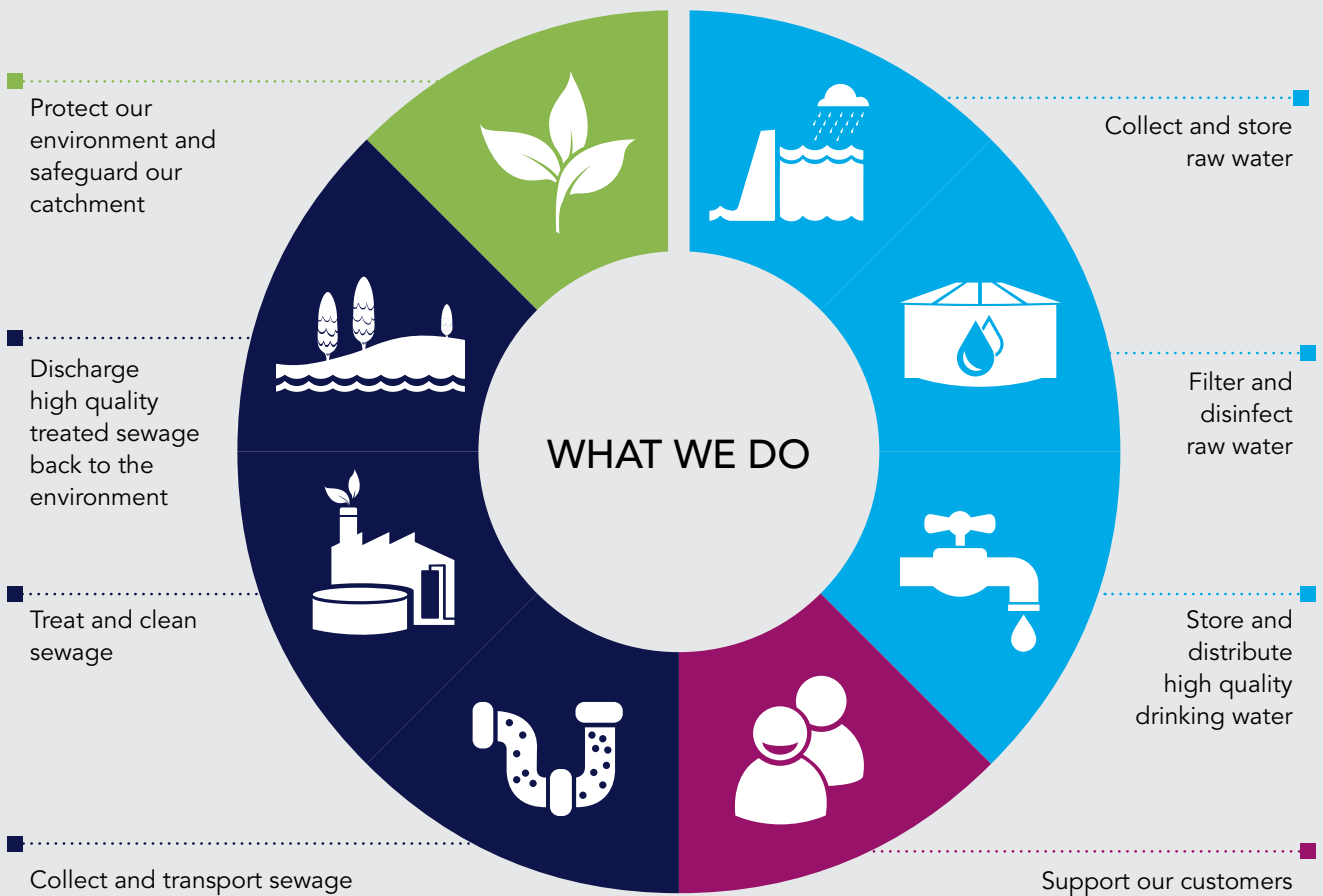 WHAT WE DO
Collect and store
raw water
Filter and
disinfect
raw water
Store and
distribute
high quality
drinking water
Support our customers
Collect and transport sewage
Treat and clean
sewage
Discharge
high quality
treated sewage
back to the
environment
Protect our
environment and
safeguard our
catchment